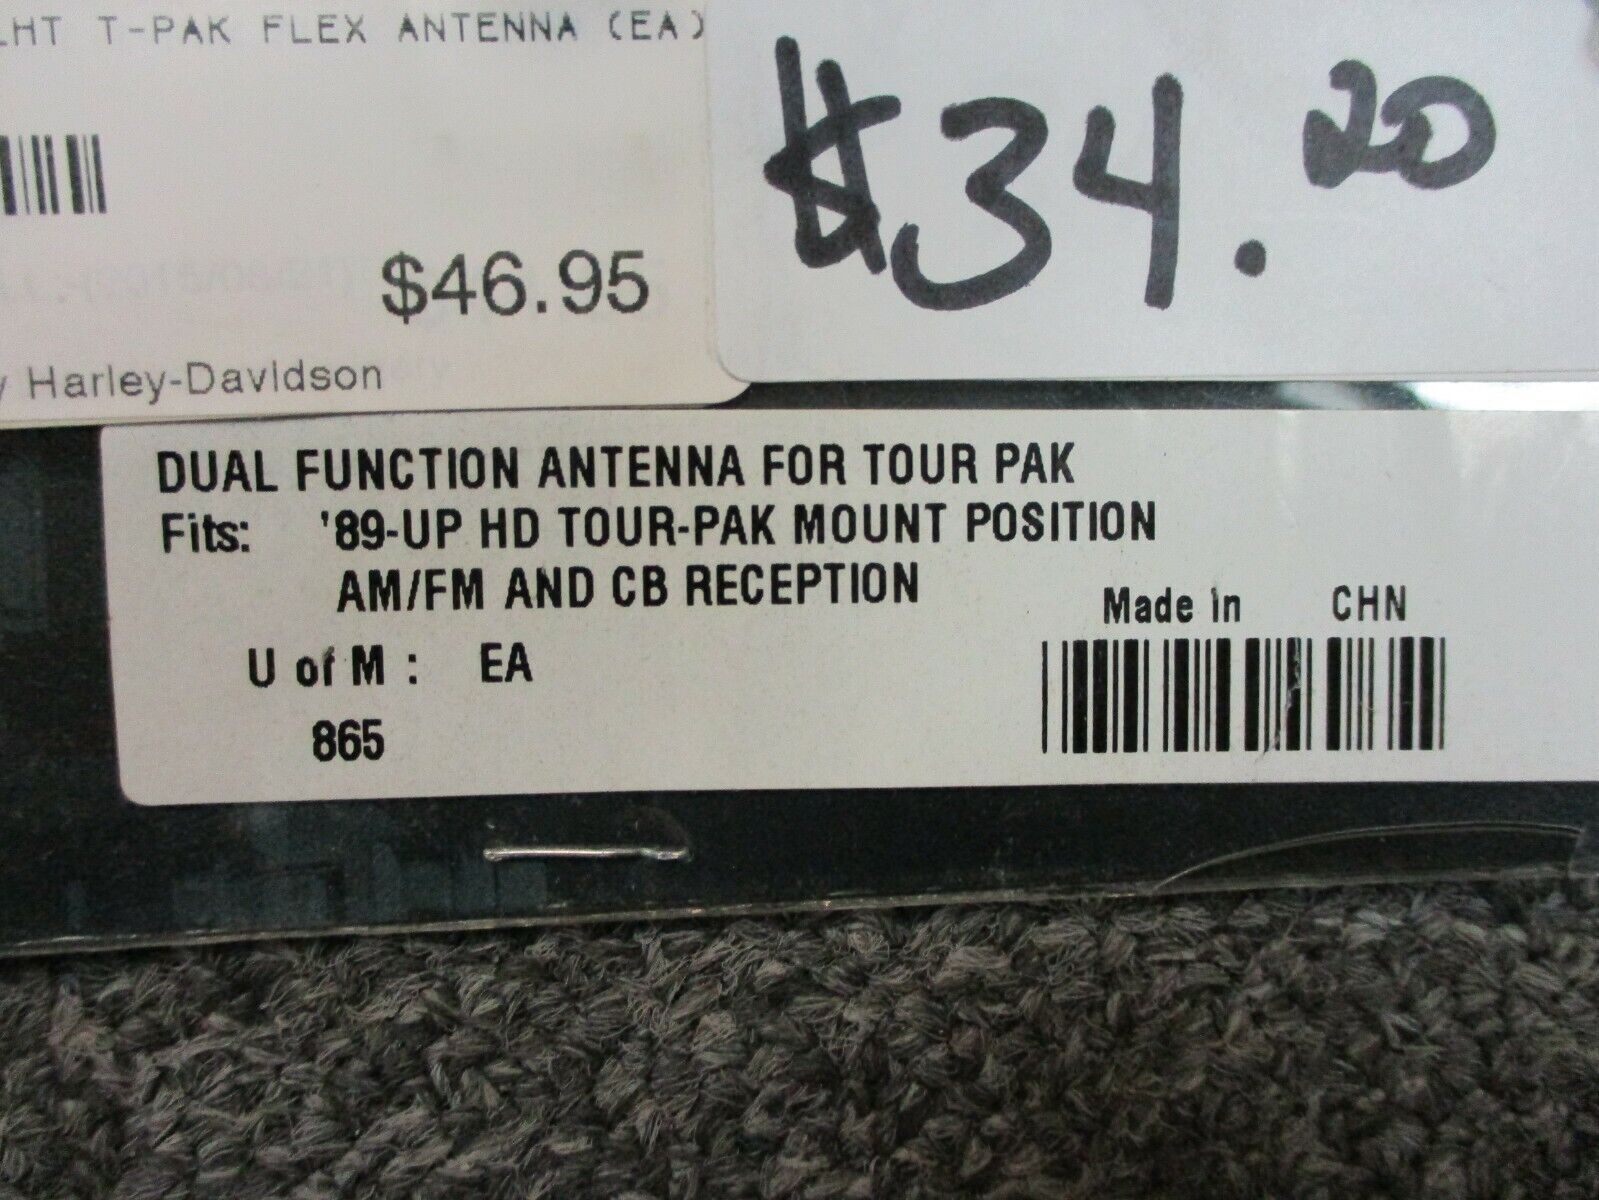 T-PAK FLEX ANTENNA (EA)
$46.95
Harley-Davidson
$34.20
DUAL FUNCTION ANTENNA FOR TOUR PAK
Fits: '89-UP HD TOUR-PAK MOUNT POSITION
AM/FM AND CB RECEPTION
Made In CHN
U of M : EA
865